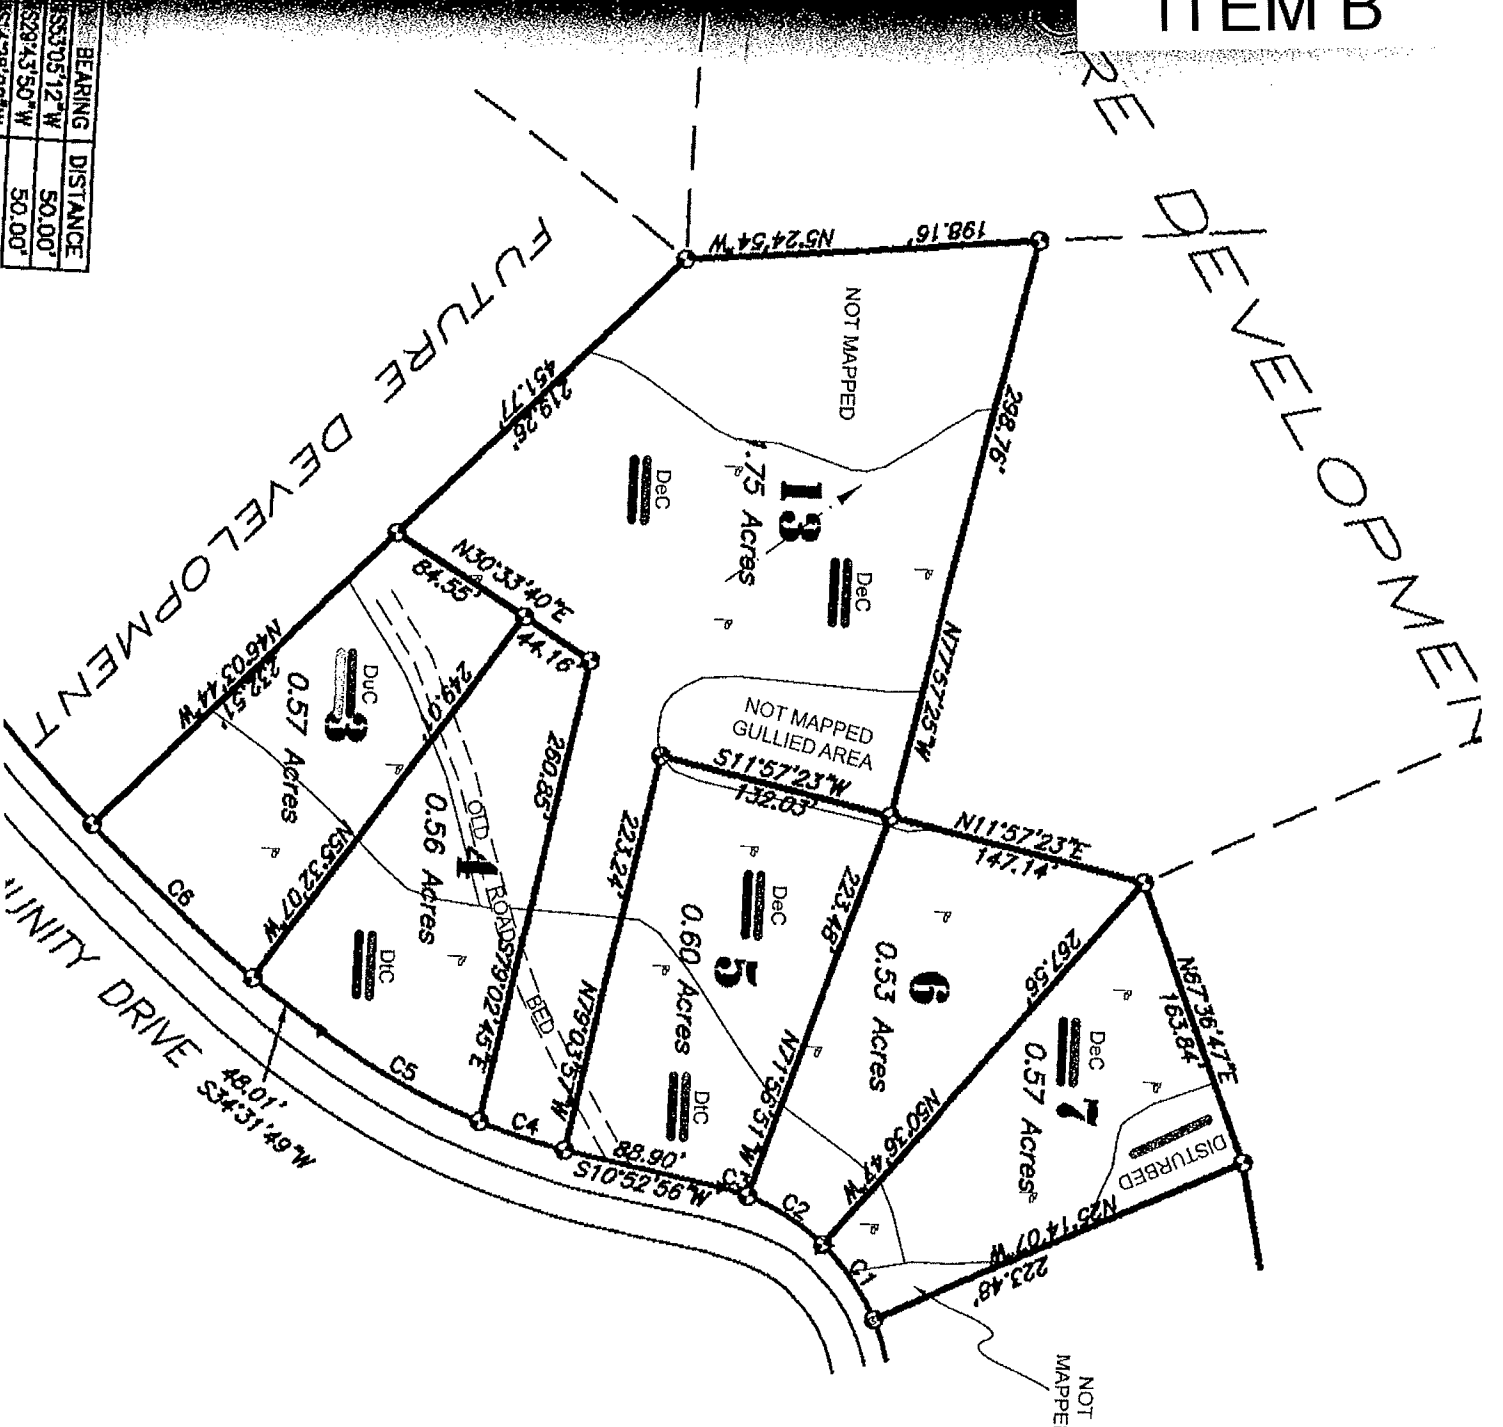 ITEM B
BEARING DISTANCE
S53°05'12"W 50.00'
S29°43'50"W 50.00'
RE DEVELOPMEN
FUTURE DEVELOPMENT
N5°24'54"W 198.16'
298.76'
N77°57'25"W
NOT MAPPED
219.26'
451.77'
DeC
13
1.75 Acres
DeC
N30°33'40"E
84.55'
44.16'
NOT MAPPED
GULLIED AREA
S11°57'23"W
132.03'
N11°57'23"E
147.14'
N46°03'44"W
232.51'
DuC
3
0.57 Acres
249.01'
N55°32'07"W
260.85'
S79°02'45"E
OLD ROAD BED
4
0.56 Acres
DtC
223.24'
N79°03'57"W
DeC
5
0.60 Acres
DtC
223.48'
N71°56'51"W
6
0.53 Acres
267.56'
N50°36'47"W
DeC
7
0.57 Acres
N67°36'47"E
163.84'
DISTURBED
N25°14'07"W
223.48'
C6
C5
C4
C3
C2
C1
88.90'
S10°52'56"W
48.01'
S34°31'49"W
UNITY DRIVE
NOT
MAPPE